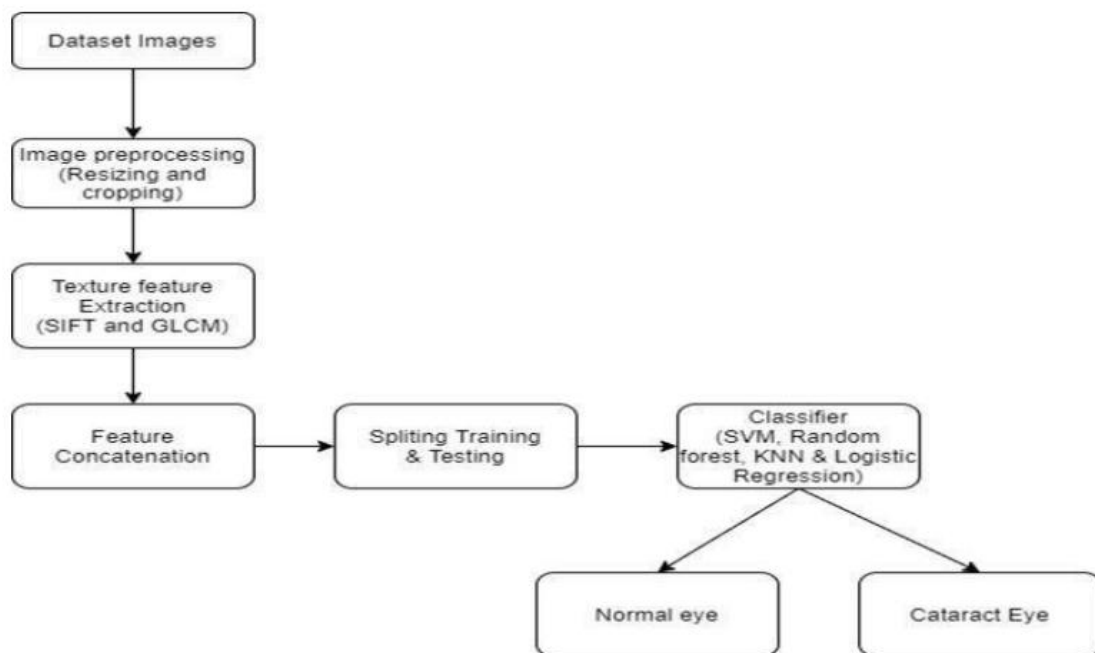 Dataset Images
Image preprocessing
(Resizing and
cropping)
Texture feature
Extraction
(SIFT and GLCM)
Feature
Concatenation
Spliting Training
& Testing
Classifier
(SVM, Random
forest, KNN & Logistic
Regression)
Normal eye
Cataract Eye